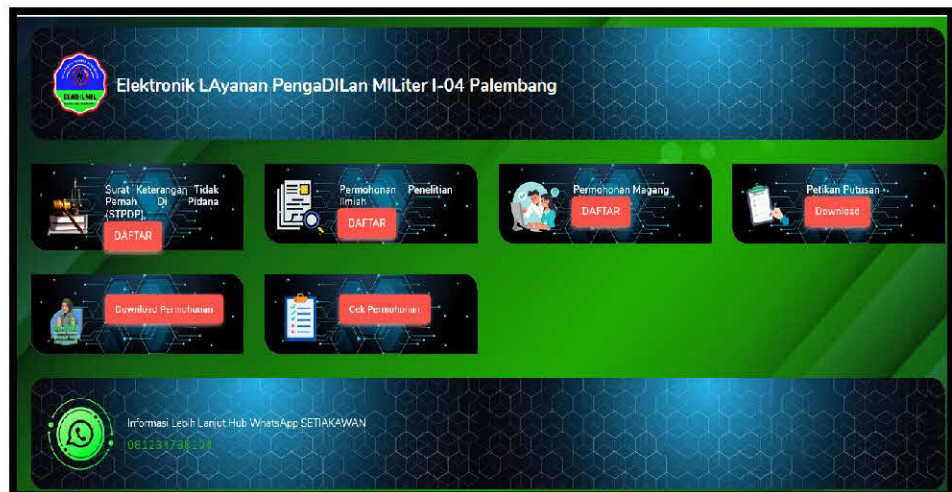 DILMIL
Elektronik LAyanan PengaDILan MILiter I-04 Palembang
Surat Keterangan Tidak
Pernah Di Pidana
(STPDP)
DAFTAR
Permohonan Penelitian
Ilmiah
DAFTAR
Permohonan Magang
DAFTAR
Petikan Putusan
Download
Download Permohonan
Cek Permohonan
Informasi Lebih Lanjut Hub WhatsApp SETIAKAWAN